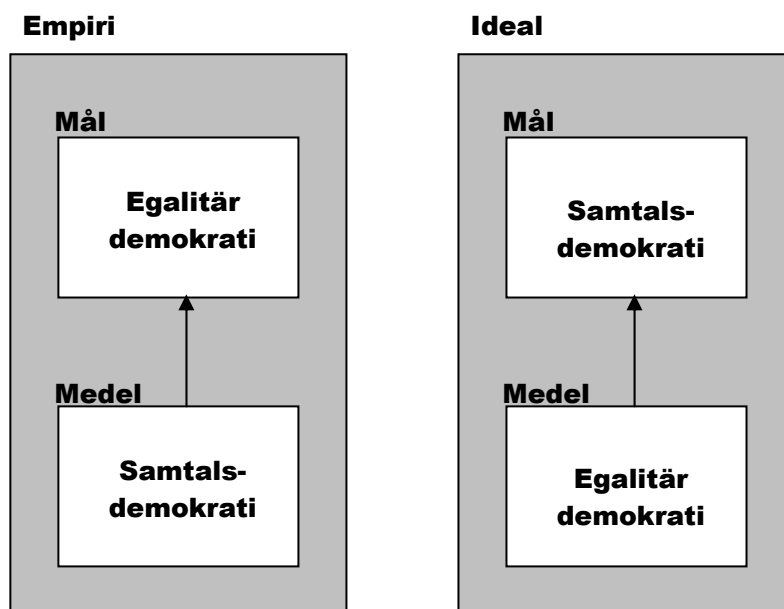 Empiri
Mål
Egalitär
demokrati
Medel
Samtals-
demokrati
Ideal
Mål
Samtals-
demokrati
Medel
Egalitär
demokrati